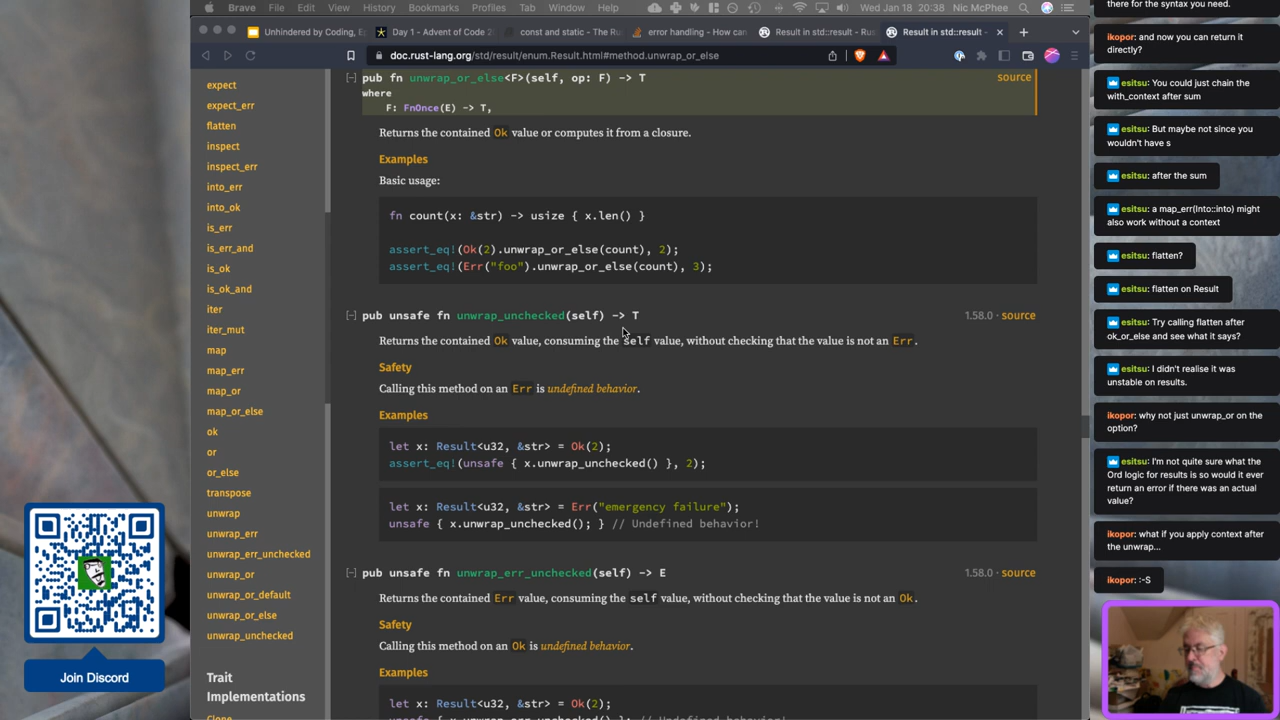 Brave File Edit View History Bookmarks Profiles Tab Window Help
Wed Jan 18 20:38 Nic McPhee
Unhindered by Coding, E
Day 1 - Advent of Code 2
const and static - The Ru
error handling - How can
Result in std::result - Rus
Result in std::result -
doc.rust-lang.org/std/result/enum.Result.html#method.unwrap_or_else
expect
expect_err
flatten
inspect
inspect_err
into_err
into_ok
is_err
is_err_and
is_ok
is_ok_and
iter
iter_mut
map
map_err
map_or
map_or_else
ok
or
or_else
transpose
unwrap
unwrap_err
unwrap_err_unchecked
unwrap_or
unwrap_or_default
unwrap_or_else
unwrap_unchecked
Trait
Implementations
Clone
[-] pub fn unwrap_or_else<F>(self, op: F) -> T
source
where
F: FnOnce(E) -> T,
Returns the contained Ok value or computes it from a closure.
Examples
Basic usage:
fn count(x: &str) -> usize { x.len() }
assert_eq!(Ok(2).unwrap_or_else(count), 2);
assert_eq!(Err("foo").unwrap_or_else(count), 3);
[-] pub unsafe fn unwrap_unchecked(self) -> T
1.58.0 · source
Returns the contained Ok value, consuming the self value, without checking that the value is not an Err.
Safety
Calling this method on an Err is undefined behavior.
Examples
let x: Result<u32, &str> = Ok(2);
assert_eq!(unsafe { x.unwrap_unchecked() }, 2);
let x: Result<u32, &str> = Err("emergency failure");
unsafe { x.unwrap_unchecked(); } // Undefined behavior!
[-] pub unsafe fn unwrap_err_unchecked(self) -> E
1.58.0 · source
Returns the contained Err value, consuming the self value, without checking that the value is not an Ok.
Safety
Calling this method on an Ok is undefined behavior.
Examples
let x: Result<u32, &str> = Ok(2);
there for the syntax you need.
ikopor: and now you can return it
directly?
esitsu: You could just chain the
with_context after sum
esitsu: But maybe not since you
wouldn't have s
esitsu: after the sum
esitsu: a map_err(Into::into) might
also work without a context
esitsu: flatten?
esitsu: flatten on Result
esitsu: Try calling flatten after
ok_or_else and see what it says?
esitsu: I didn't realise it was
unstable on results.
ikopor: why not just unwrap_or on the
option?
esitsu: I'm not quite sure what the
Ord logic for results is so would it ever
return an error if there was an actual
value?
ikopor: what if you apply context after
the unwrap...
ikopor: :-S
Join Discord